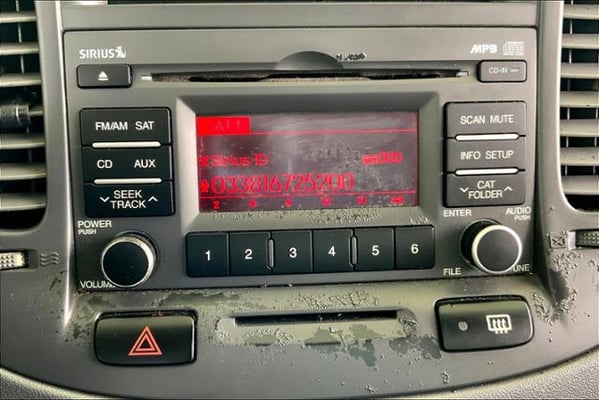 SIRIUS
MP3
CD-IN
FM/AM SAT
CD AUX
SEEK
TRACK
SCAN MUTE
INFO SETUP
CAT
FOLDER
Sirius ID
033816725200
POWER
PUSH
VOLUME
1 2 3 4 5 6
ENTER
AUDIO
PUSH
FILE
TUNE